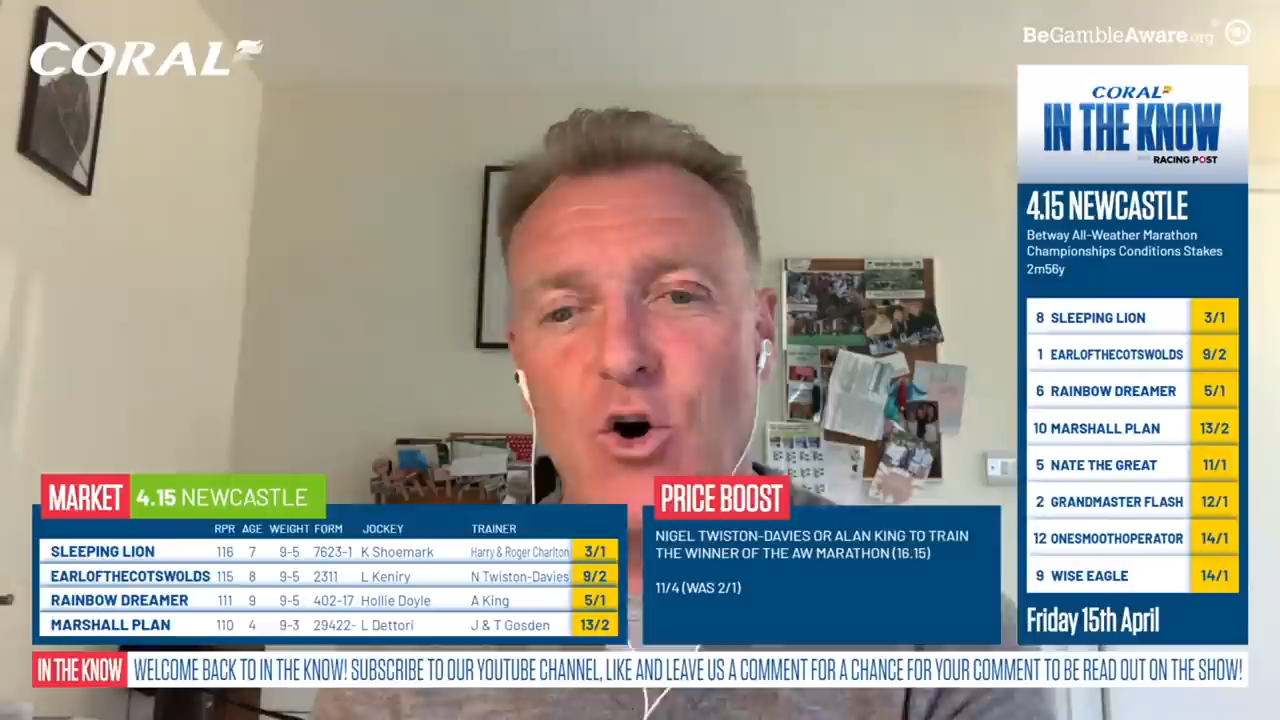 CORAL
BeGambleAware.org 18+
CORAL
IN THE KNOW
RACING POST
4.15 NEWCASTLE
Betway All-Weather Marathon
Championships Conditions Stakes
2m56y
8 SLEEPING LION 3/1
1 EARLOFTHECOTSWOLDS 9/2
6 RAINBOW DREAMER 5/1
10 MARSHALL PLAN 13/2
5 NATE THE GREAT 11/1
2 GRANDMASTER FLASH 12/1
12 ONESMOOTHOPERATOR 14/1
9 WISE EAGLE 14/1
Friday 15th April
MARKET 4.15 NEWCASTLE
RPR AGE WEIGHT FORM JOCKEY TRAINER
SLEEPING LION 116 7 9-5 7623-1 K Shoemark Harry & Roger Charlton 3/1
EARLOFTHECOTSWOLDS 115 8 9-5 2311 L Keniry N Twiston-Davies 9/2
RAINBOW DREAMER 111 9 9-5 402-17 Hollie Doyle A King 5/1
MARSHALL PLAN 110 4 9-3 29422- L Dettori J & T Gosden 13/2
PRICE BOOST
NIGEL TWISTON-DAVIES OR ALAN KING TO TRAIN
THE WINNER OF THE AW MARATHON (16.15)
11/4 (WAS 2/1)
IN THE KNOW WELCOME BACK TO IN THE KNOW! SUBSCRIBE TO OUR YOUTUBE CHANNEL, LIKE AND LEAVE US A COMMENT FOR A CHANCE FOR YOUR COMMENT TO BE READ OUT ON THE SHOW!